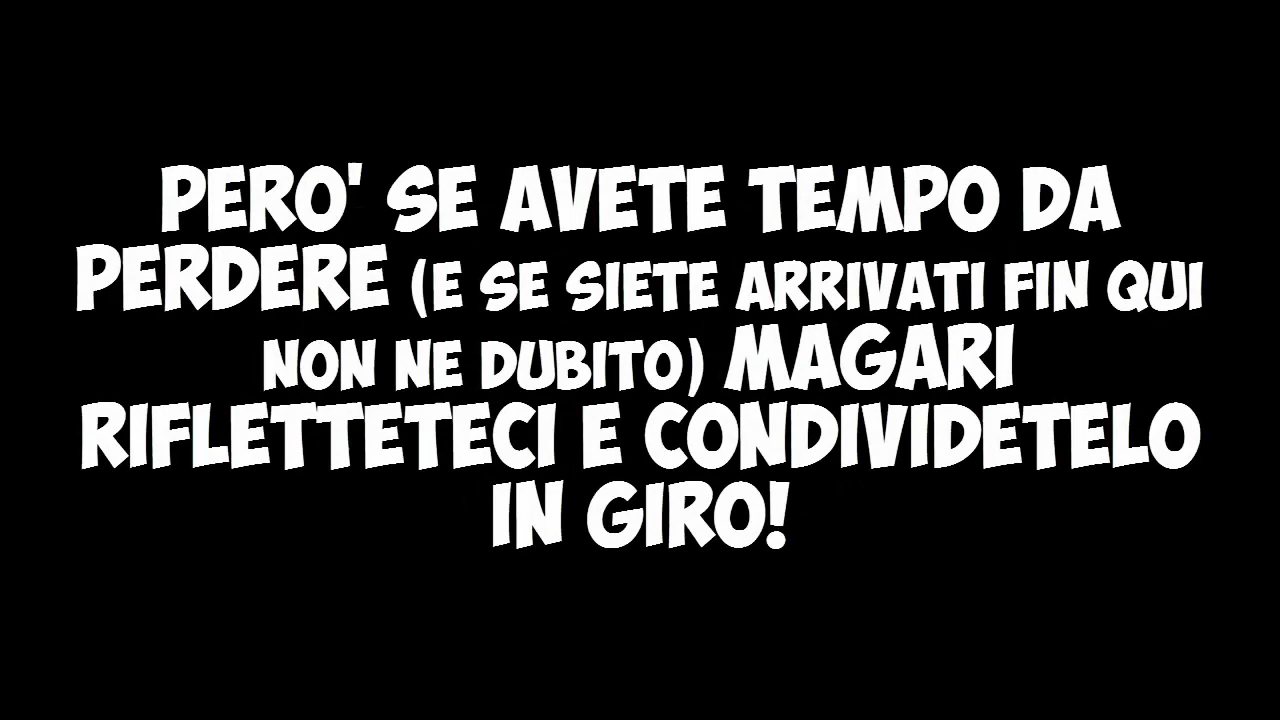 PERO' SE AVETE TEMPO DA
PERDERE (E SE SIETE ARRIVATI FIN QUI
NON NE DUBITO) MAGARI
RIFLETTETECI E CONDIVIDETELO
IN GIRO!